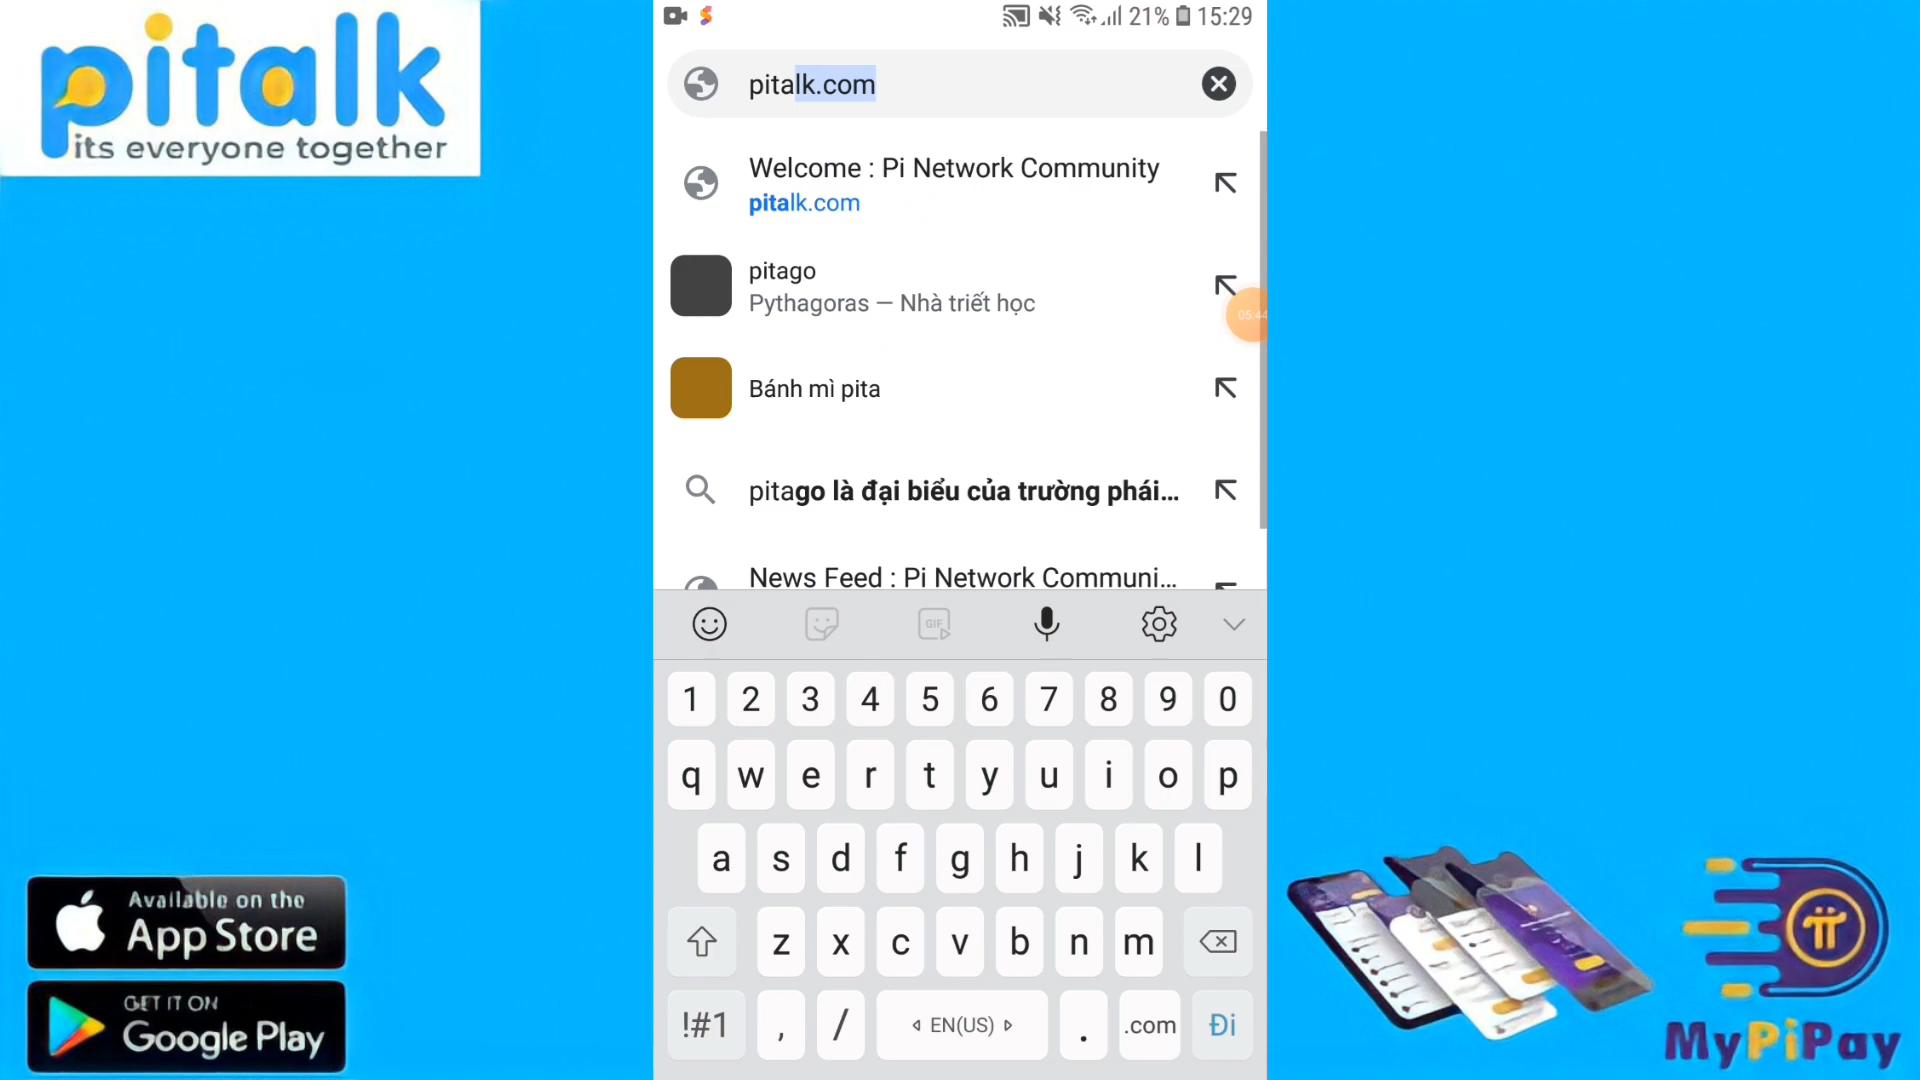 pitalk
its everyone together
21% 15:29
pitalk.com
Welcome : Pi Network Community
pitalk.com
pitago
Pythagoras — Nhà triết học
05:44
Bánh mì pita
pitago là đại biểu của trường phái...
News Feed : Pi Network Communi...
GIF
1 2 3 4 5 6 7 8 9 0
q w e r t y u i o p
a s d f g h j k l
z x c v b n m
!#1 , / EN(US) . .com Đi
Available on the
App Store
GET IT ON
Google Play
MyPiPay